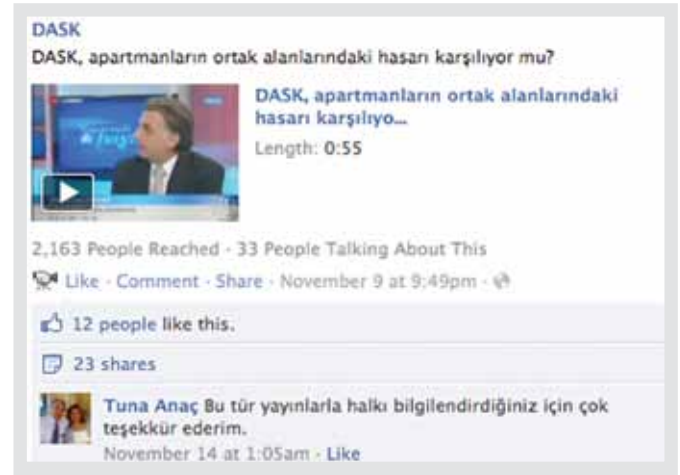 DASK
DASK, apartmanların ortak alanlarındaki hasarı karşılıyor mu?
DASK, apartmanların ortak alanlarındaki
hasarı karşılıyo...
Length: 0:55
2,163 People Reached · 33 People Talking About This
Like · Comment · Share · November 9 at 9:49pm ·
12 people like this.
23 shares
Tuna Anaç Bu tür yayınlarla halkı bilgilendirdiğiniz için çok
teşekkür ederim.
November 14 at 1:05am · Like